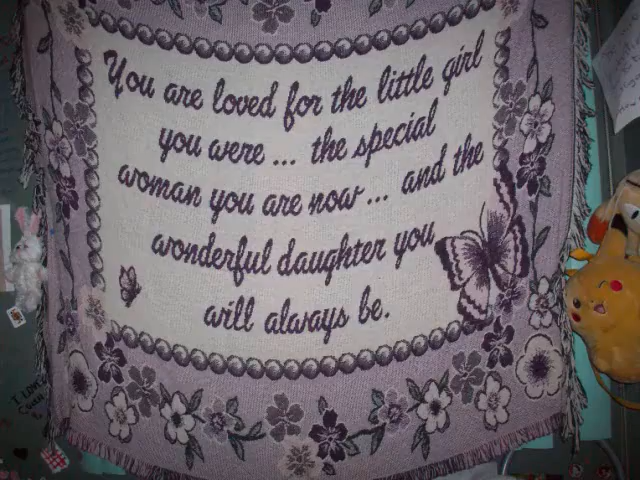 You are loved for the little girl
you were ... the special
woman you are now ... and the
wonderful daughter you
will always be.
I LOVE